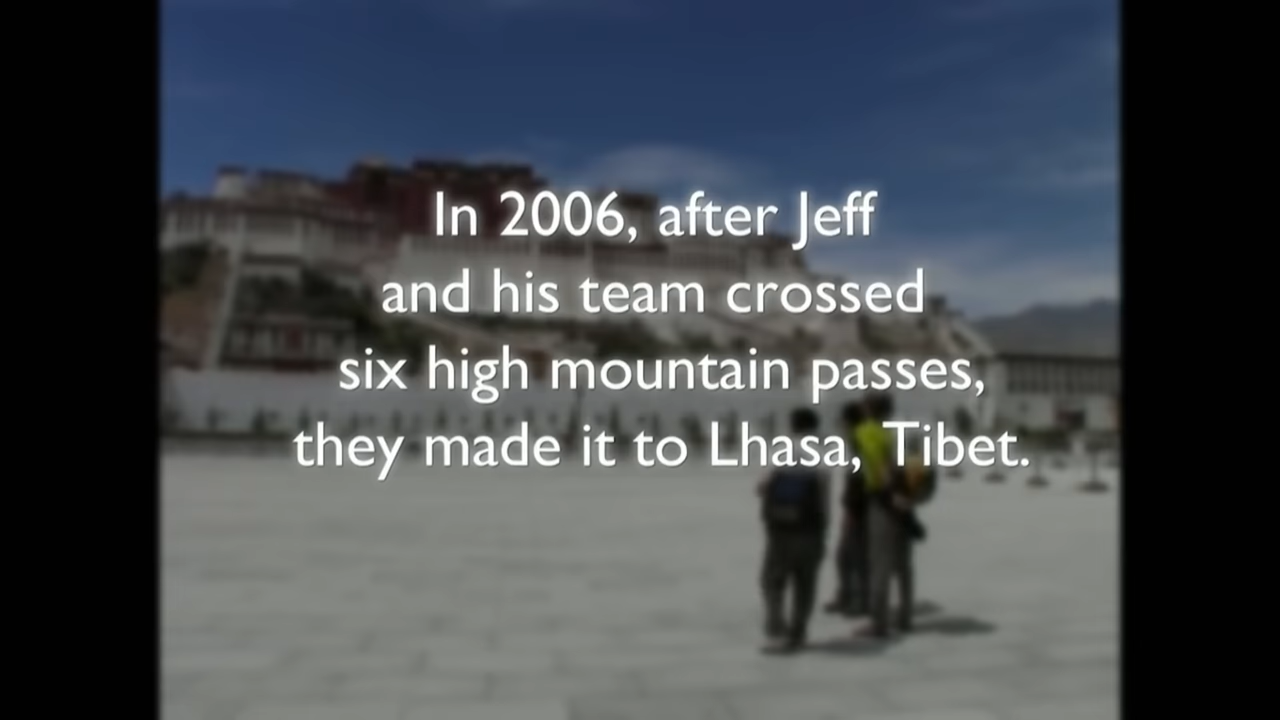 In 2006, after Jeff
and his team crossed
six high mountain passes,
they made it to Lhasa, Tibet.